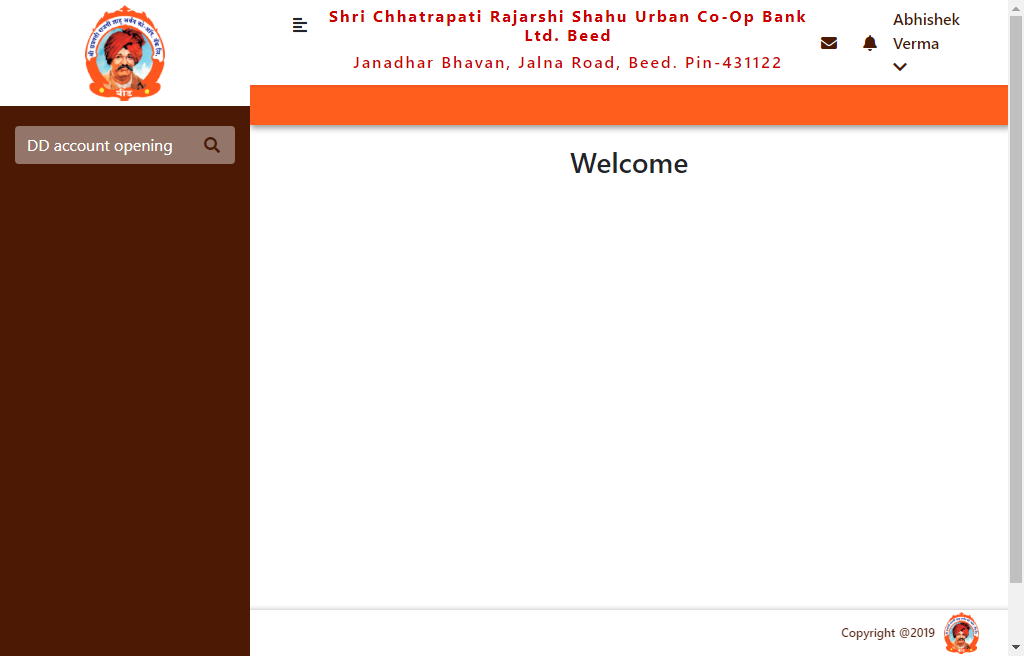 Shri Chhatrapati Rajarshi Shahu Urban Co-Op Bank
Ltd. Beed
Janadhar Bhavan, Jalna Road, Beed. Pin-431122
Abhishek
Verma
DD account opening
Welcome
Copyright @2019
बीड